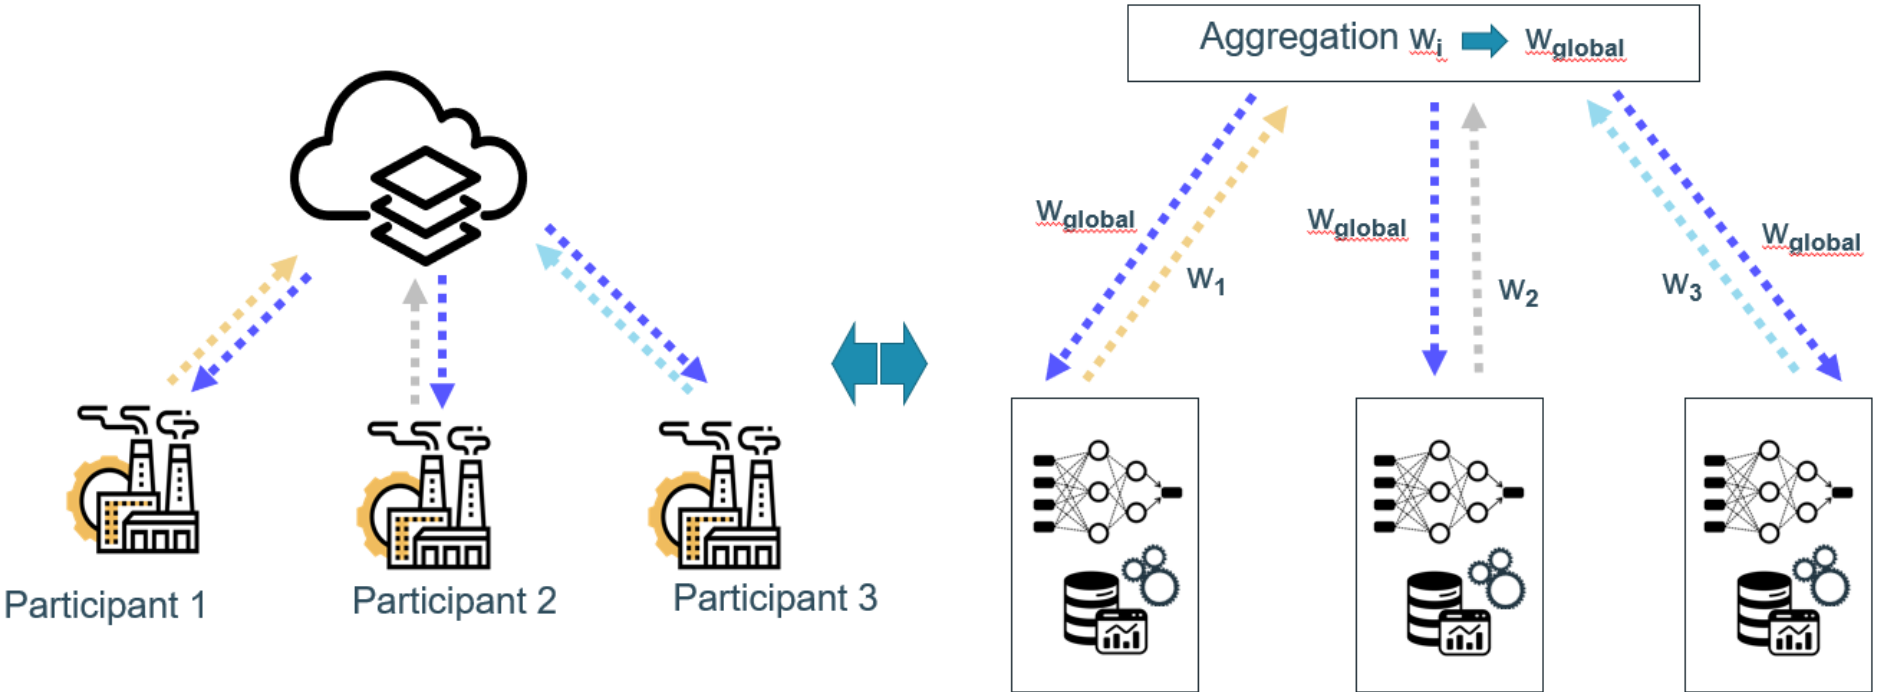 Aggregation wi wglobal
wglobal
w1
wglobal
w2
wglobal
w3
Participant 1
Participant 2
Participant 3